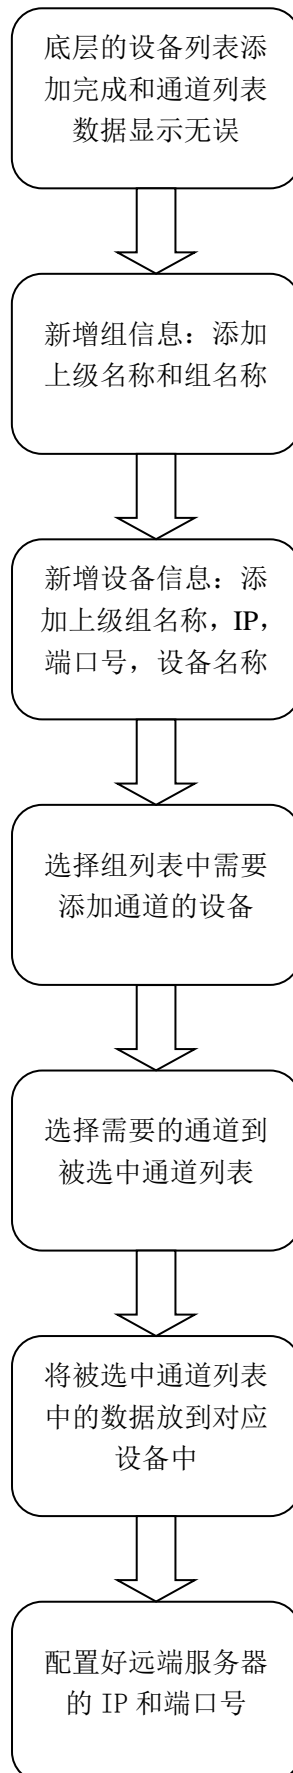 底层的设备列表添
加完成和通道列表
数据显示无误
新增组信息：添加
上级名称和组名称
新增设备信息：添
加上级组名称，IP，
端口号，设备名称
选择组列表中需要
添加通道的设备
选择需要的通道到
被选中通道列表
将被选中通道列表
中的数据放到对应
设备中
配置好远端服务器
的 IP 和端口号